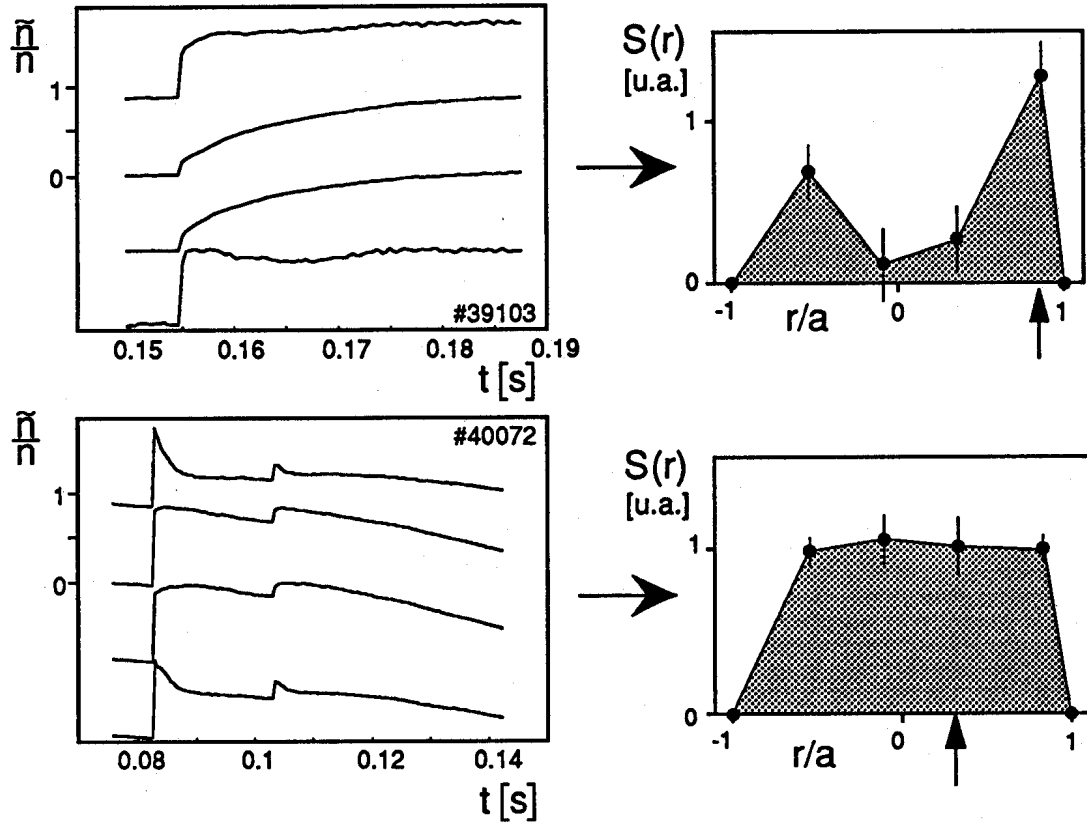 ñ
n
1
0
#39103
0.15 0.16 0.17 0.18 0.19
t [s]
S(r)
[u.a.]
1
0
-1 r/a 0 1
ñ
n
#40072
1
0
0.08 0.1 0.12 0.14
t [s]
S(r)
[u.a.]
1
0
-1 r/a 0 1